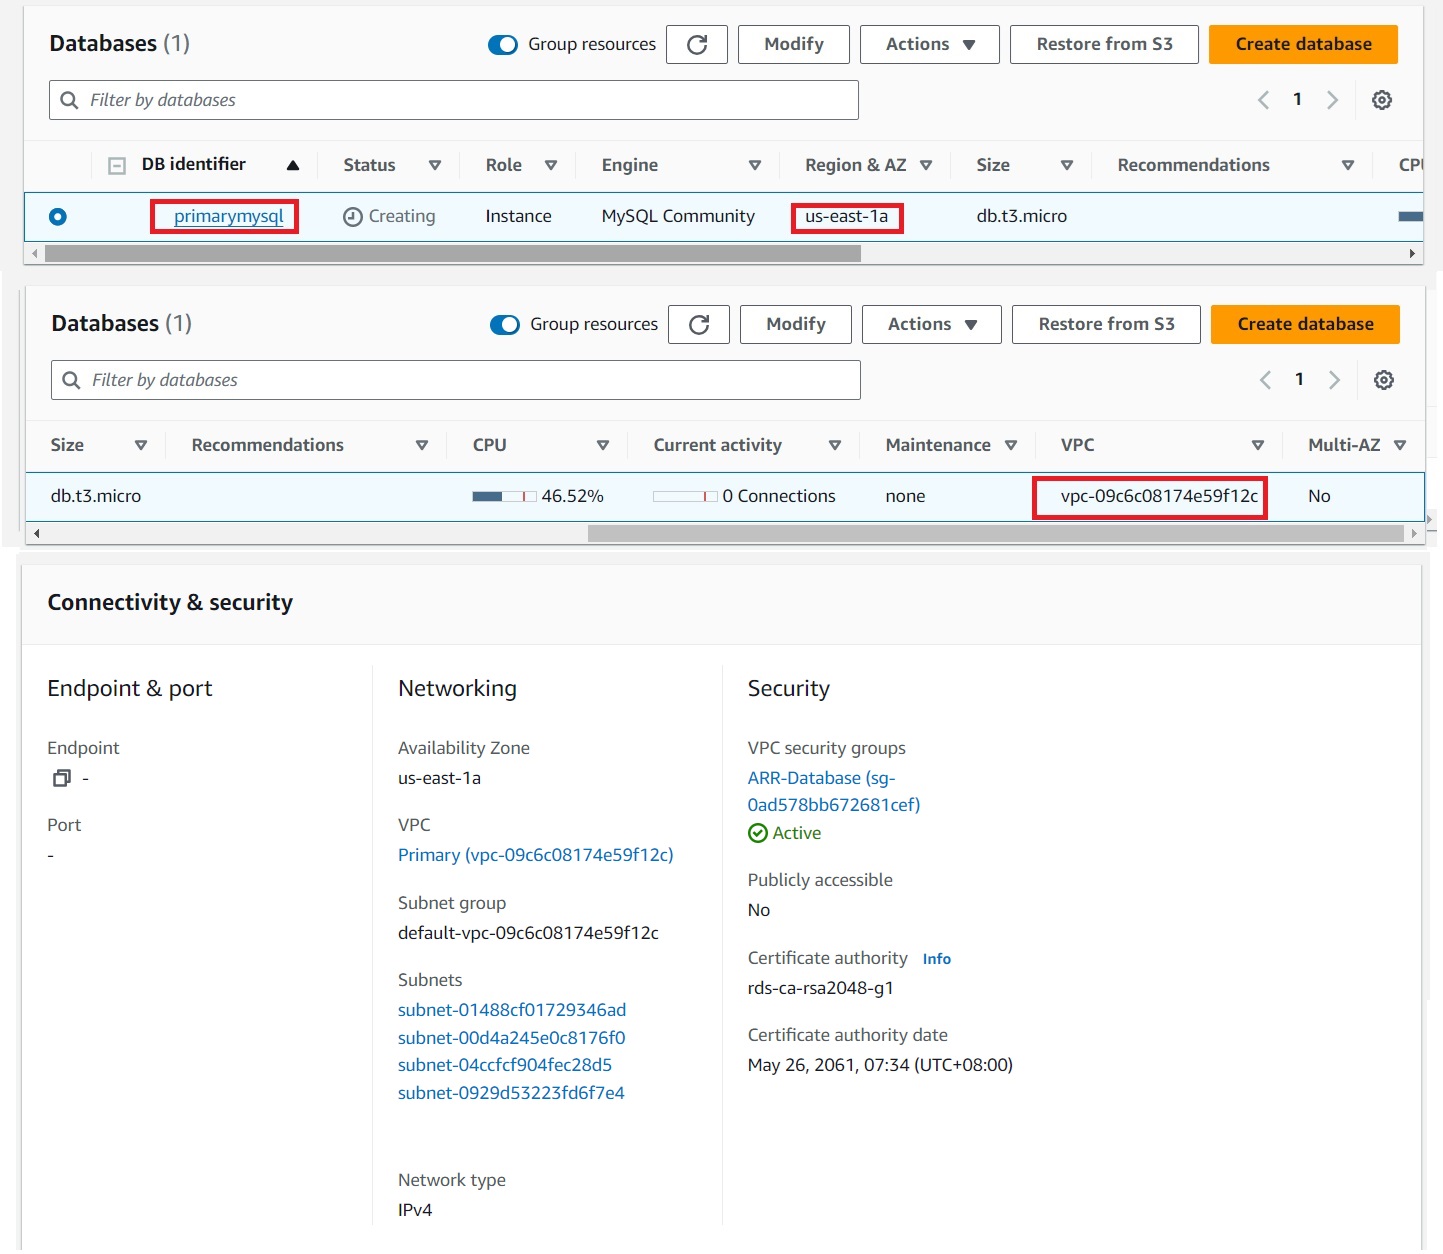 Databases (1)
Group resources
Modify
Actions
Restore from S3
Create database
Filter by databases
1
DB identifier Status Role Engine Region & AZ Size Recommendations CPU
primarymysql Creating Instance MySQL Community us-east-1a db.t3.micro
Databases (1)
Group resources
Modify
Actions
Restore from S3
Create database
Filter by databases
1
Size Recommendations CPU Current activity Maintenance VPC Multi-AZ
db.t3.micro 46.52% 0 Connections none vpc-09c6c08174e59f12c No
Connectivity & security
Endpoint & port
Endpoint
-
Port
-
Networking
Availability Zone
us-east-1a
VPC
Primary (vpc-09c6c08174e59f12c)
Subnet group
default-vpc-09c6c08174e59f12c
Subnets
subnet-01488cf01729346ad
subnet-00d4a245e0c8176f0
subnet-04ccfcf904fec28d5
subnet-0929d53223fd6f7e4
Network type
IPv4
Security
VPC security groups
ARR-Database (sg-
0ad578bb672681cef)
Active
Publicly accessible
No
Certificate authority Info
rds-ca-rsa2048-g1
Certificate authority date
May 26, 2061, 07:34 (UTC+08:00)